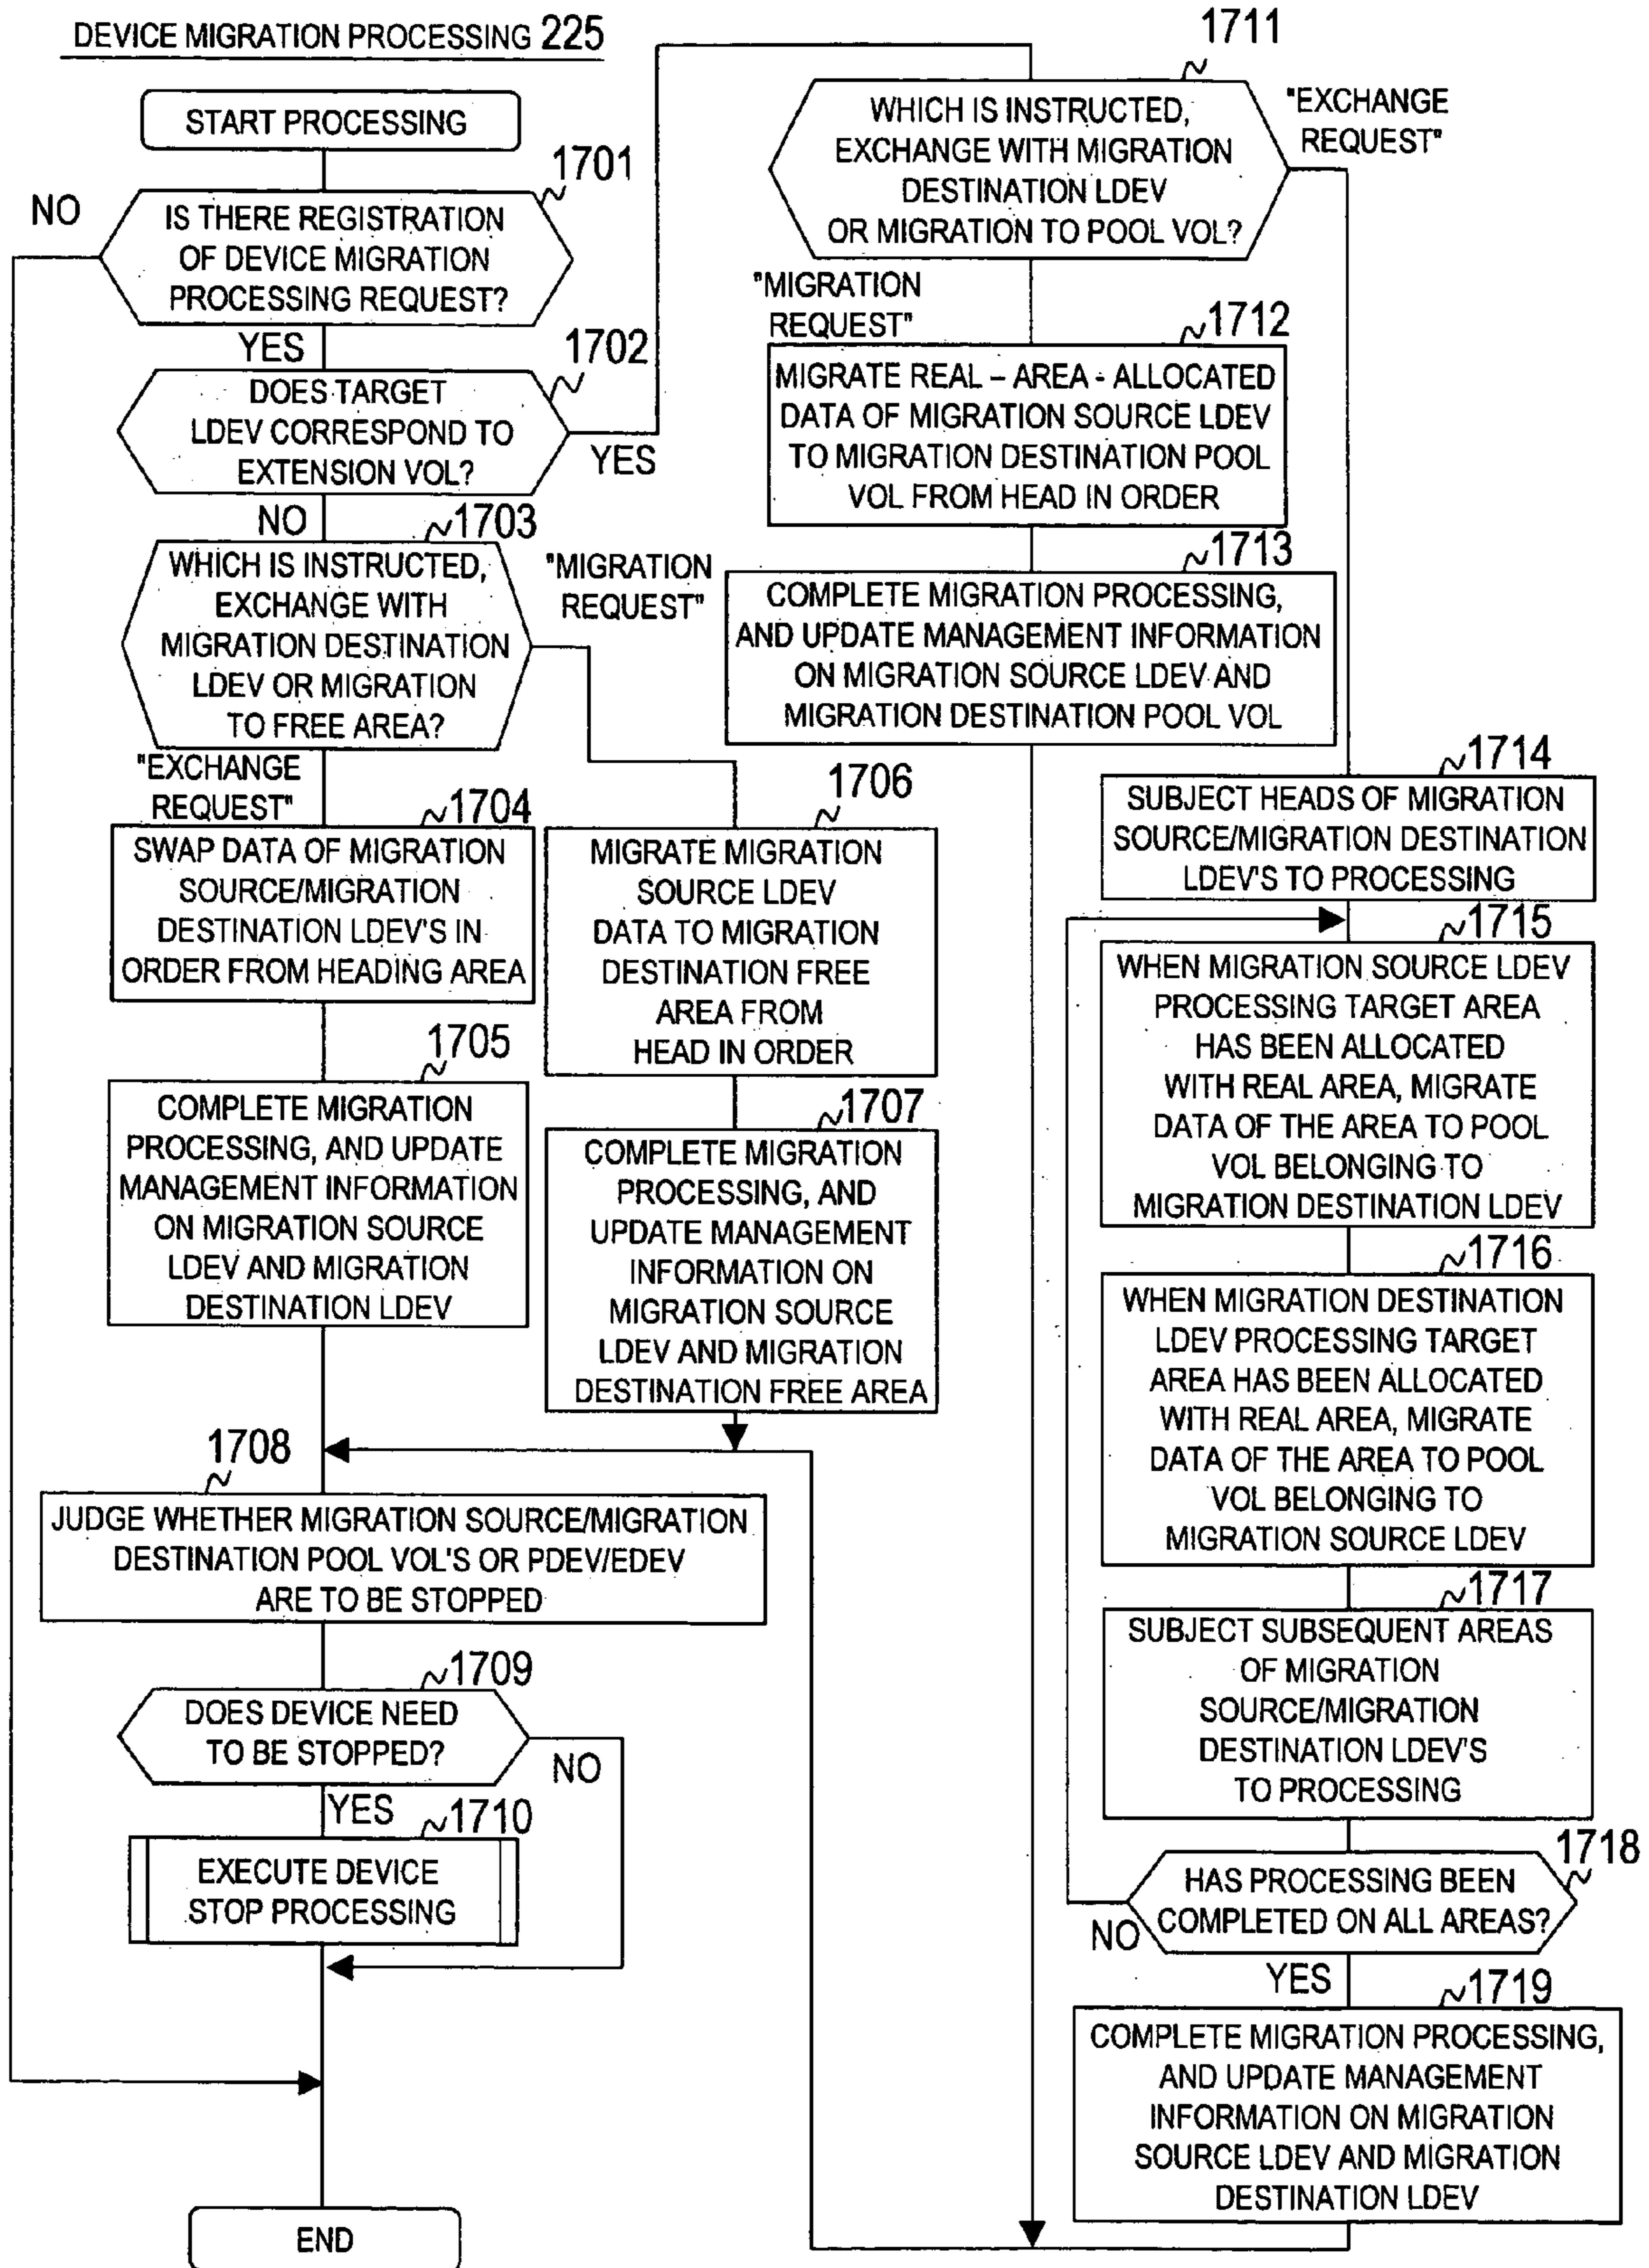 DEVICE MIGRATION PROCESSING 225
START PROCESSING
1701
NO
IS THERE REGISTRATION
OF DEVICE MIGRATION
PROCESSING REQUEST?
YES
1702
DOES TARGET
LDEV CORRESPOND TO
EXTENSION VOL?
YES
NO
1703
WHICH IS INSTRUCTED,
EXCHANGE WITH
MIGRATION DESTINATION
LDEV OR MIGRATION
TO FREE AREA?
"MIGRATION
REQUEST"
"EXCHANGE
REQUEST"
1704
SWAP DATA OF MIGRATION
SOURCE/MIGRATION
DESTINATION LDEV'S IN
ORDER FROM HEADING AREA
1705
COMPLETE MIGRATION
PROCESSING, AND UPDATE
MANAGEMENT INFORMATION
ON MIGRATION SOURCE
LDEV AND MIGRATION
DESTINATION LDEV
1706
MIGRATE MIGRATION
SOURCE LDEV
DATA TO MIGRATION
DESTINATION FREE
AREA FROM
HEAD IN ORDER
1707
COMPLETE MIGRATION
PROCESSING, AND
UPDATE MANAGEMENT
INFORMATION ON
MIGRATION SOURCE
LDEV AND MIGRATION
DESTINATION FREE AREA
1708
JUDGE WHETHER MIGRATION SOURCE/MIGRATION
DESTINATION POOL VOL'S OR PDEV/EDEV
ARE TO BE STOPPED
1709
DOES DEVICE NEED
TO BE STOPPED?
NO
YES
1710
EXECUTE DEVICE
STOP PROCESSING
END
1711
WHICH IS INSTRUCTED,
EXCHANGE WITH MIGRATION
DESTINATION LDEV
OR MIGRATION TO POOL VOL?
"EXCHANGE
REQUEST"
"MIGRATION
REQUEST"
1712
MIGRATE REAL – AREA - ALLOCATED
DATA OF MIGRATION SOURCE LDEV
TO MIGRATION DESTINATION POOL
VOL FROM HEAD IN ORDER
1713
COMPLETE MIGRATION PROCESSING,
AND UPDATE MANAGEMENT INFORMATION
ON MIGRATION SOURCE LDEV AND
MIGRATION DESTINATION POOL VOL
1714
SUBJECT HEADS OF MIGRATION
SOURCE/MIGRATION DESTINATION
LDEV'S TO PROCESSING
1715
WHEN MIGRATION SOURCE LDEV
PROCESSING TARGET AREA
HAS BEEN ALLOCATED
WITH REAL AREA, MIGRATE
DATA OF THE AREA TO POOL
VOL BELONGING TO
MIGRATION DESTINATION LDEV
1716
WHEN MIGRATION DESTINATION
LDEV PROCESSING TARGET
AREA HAS BEEN ALLOCATED
WITH REAL AREA, MIGRATE
DATA OF THE AREA TO POOL
VOL BELONGING TO
MIGRATION SOURCE LDEV
1717
SUBJECT SUBSEQUENT AREAS
OF MIGRATION
SOURCE/MIGRATION
DESTINATION LDEV'S
TO PROCESSING
1718
HAS PROCESSING BEEN
COMPLETED ON ALL AREAS?
NO
YES
1719
COMPLETE MIGRATION PROCESSING,
AND UPDATE MANAGEMENT
INFORMATION ON MIGRATION
SOURCE LDEV AND MIGRATION
DESTINATION LDEV